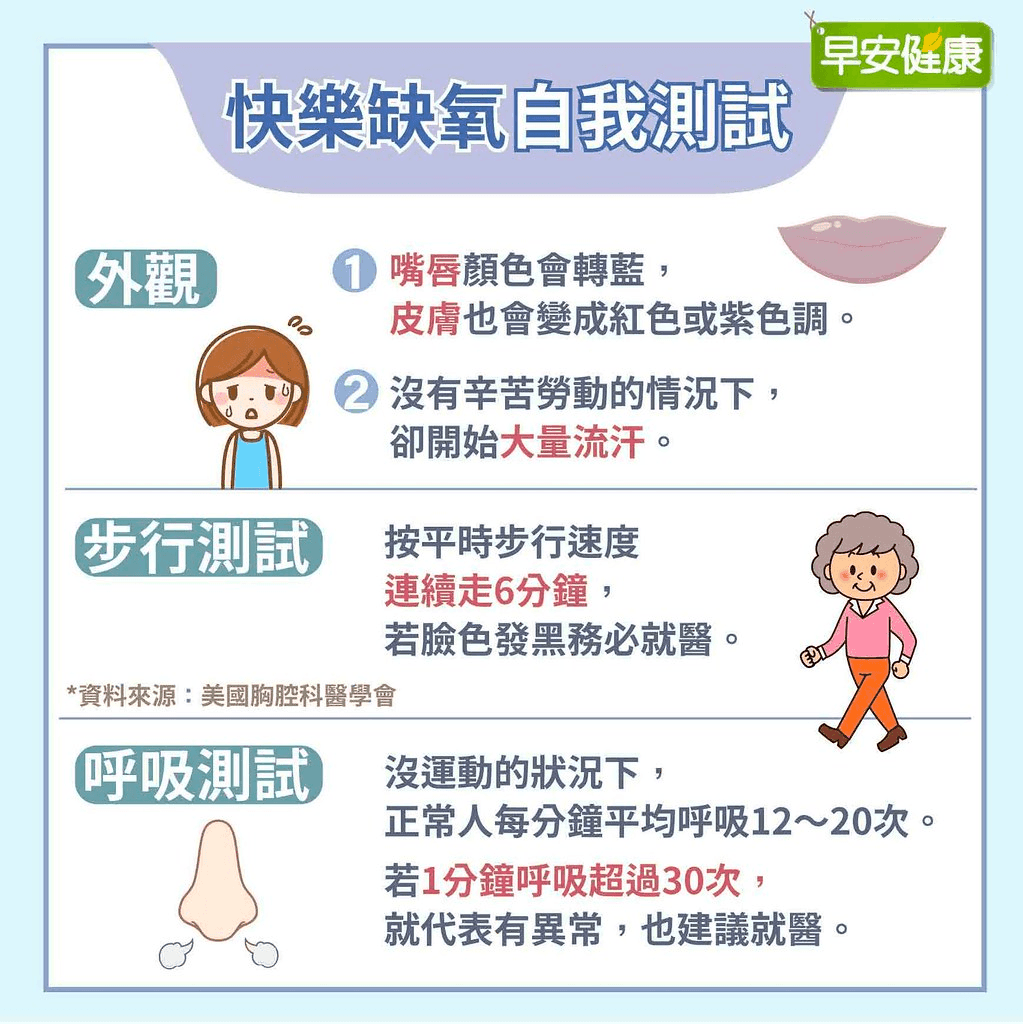 早安健康
快樂缺氧自我測試
外觀
1 嘴唇顏色會轉藍，
皮膚也會變成紅色或紫色調。
2 沒有辛苦勞動的情況下，
卻開始大量流汗。
步行測試
按平時步行速度
連續走6分鐘，
若臉色發黑務必就醫。
*資料來源：美國胸腔科醫學會
呼吸測試
沒運動的狀況下，
正常人每分鐘平均呼吸12～20次。
若1分鐘呼吸超過30次，
就代表有異常，也建議就醫。